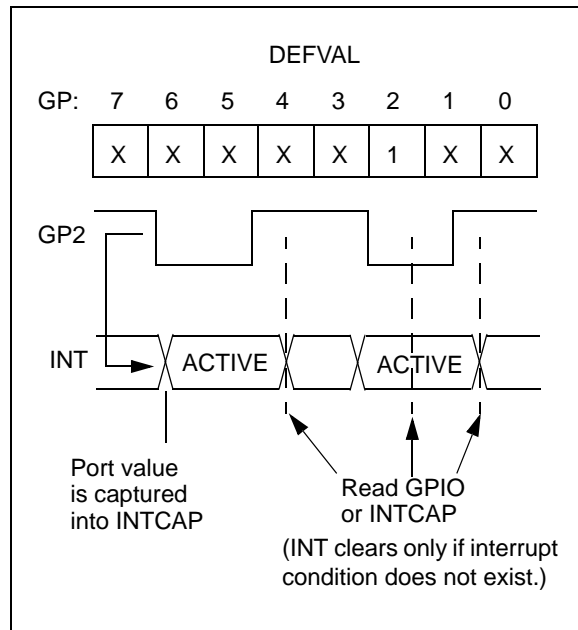 DEFVAL
GP: 7 6 5 4 3 2 1 0
X X X X X 1 X X
GP2
INT ACTIVE ACTIVE
Port value
is captured
into INTCAP
Read GPIO
or INTCAP
(INT clears only if interrupt
condition does not exist.)